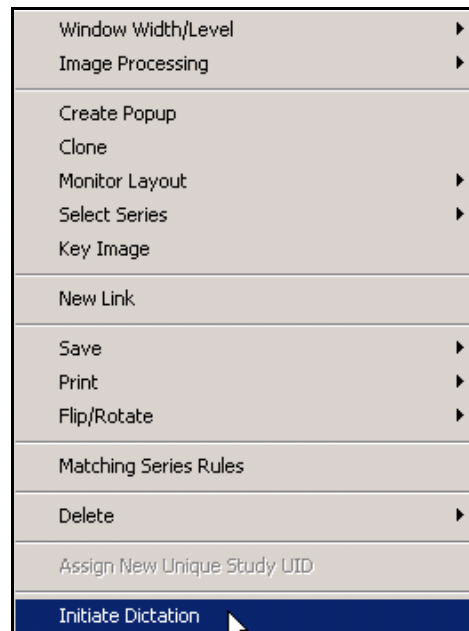 Window Width/Level
Image Processing
Create Popup
Clone
Monitor Layout
Select Series
Key Image
New Link
Save
Print
Flip/Rotate
Matching Series Rules
Delete
Assign New Unique Study UID
Initiate Dictation